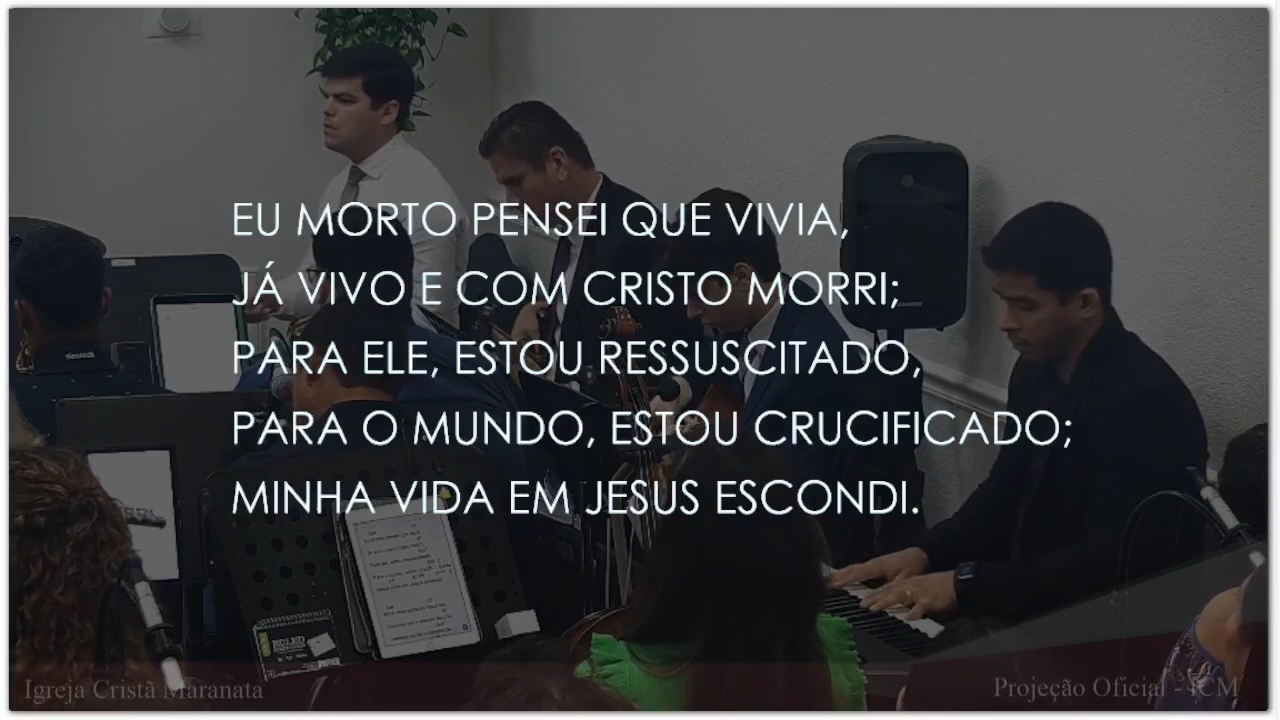 EU MORTO PENSEI QUE VIVIA,
JÁ VIVO E COM CRISTO MORRI;
PARA ELE, ESTOU RESSUSCITADO,
PARA O MUNDO, ESTOU CRUCIFICADO;
MINHA VIDA EM JESUS ESCONDI.
RULED
Igreja Cristã Maranata
Projeção Oficial - ICM